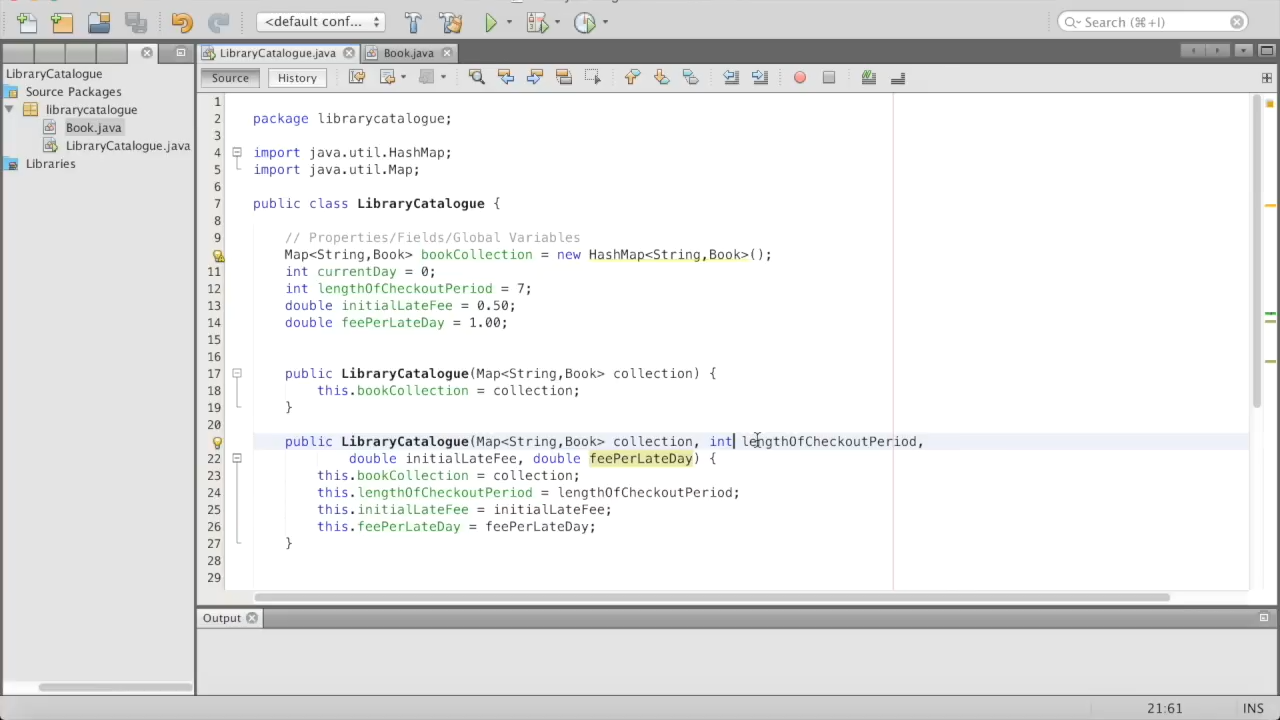 <default conf...
Search (⌘+I)
LibraryCatalogue.java
Book.java
LibraryCatalogue
Source Packages
librarycatalogue
Book.java
LibraryCatalogue.java
Libraries
Source
History
1
2 package librarycatalogue;
3
4 import java.util.HashMap;
5 import java.util.Map;
6
7 public class LibraryCatalogue {
8
9 // Properties/Fields/Global Variables
Map<String,Book> bookCollection = new HashMap<String,Book>();
11 int currentDay = 0;
12 int lengthOfCheckoutPeriod = 7;
13 double initialLateFee = 0.50;
14 double feePerLateDay = 1.00;
15
16
17 public LibraryCatalogue(Map<String,Book> collection) {
18 this.bookCollection = collection;
19 }
20
public LibraryCatalogue(Map<String,Book> collection, int lengthOfCheckoutPeriod,
22 double initialLateFee, double feePerLateDay) {
23 this.bookCollection = collection;
24 this.lengthOfCheckoutPeriod = lengthOfCheckoutPeriod;
25 this.initialLateFee = initialLateFee;
26 this.feePerLateDay = feePerLateDay;
27 }
28
29
Output
21:61
INS